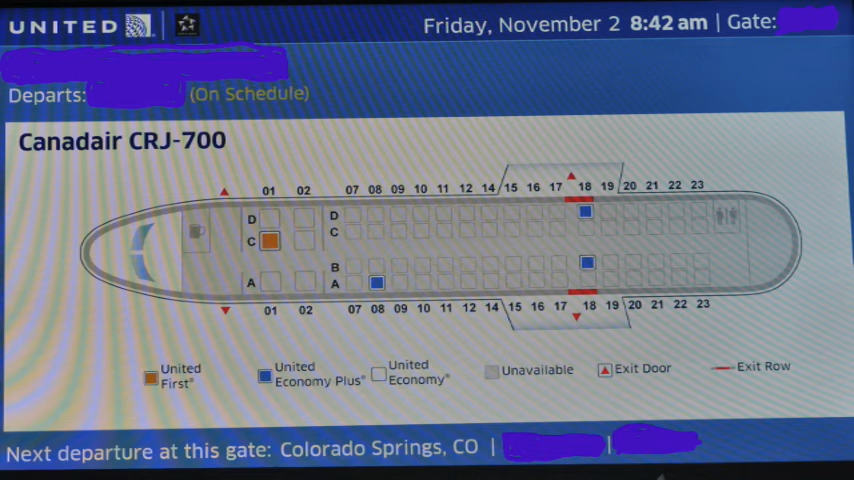 UNITED
Friday, November 2 8:42 am | Gate:
Departs: (On Schedule)
Canadair CRJ-700
01 02 07 08 09 10 11 12 14 15 16 17 18 19 20 21 22 23
D D
C C
B
A A
01 02 07 08 09 10 11 12 14 15 16 17 18 19 20 21 22 23
United First®
United Economy Plus®
United Economy®
Unavailable
Exit Door
Exit Row
Next departure at this gate: Colorado Springs, CO |